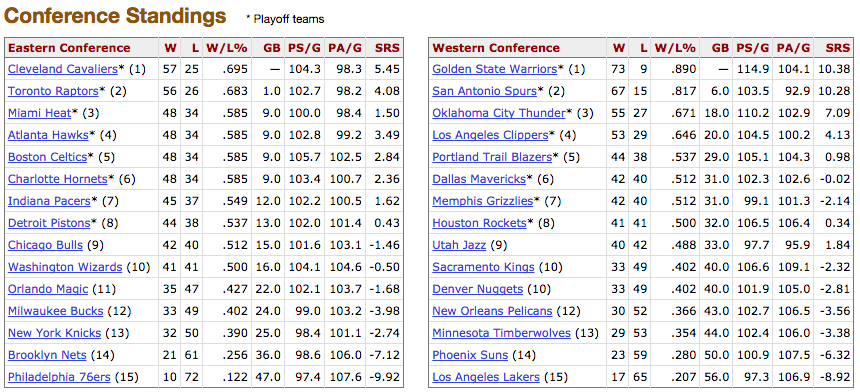 Conference Standings * Playoff teams
Eastern Conference W L W/L% GB PS/G PA/G SRS
Cleveland Cavaliers* (1) 57 25 .695 — 104.3 98.3 5.45
Toronto Raptors* (2) 56 26 .683 1.0 102.7 98.2 4.08
Miami Heat* (3) 48 34 .585 9.0 100.0 98.4 1.50
Atlanta Hawks* (4) 48 34 .585 9.0 102.8 99.2 3.49
Boston Celtics* (5) 48 34 .585 9.0 105.7 102.5 2.84
Charlotte Hornets* (6) 48 34 .585 9.0 103.4 100.7 2.36
Indiana Pacers* (7) 45 37 .549 12.0 102.2 100.5 1.62
Detroit Pistons* (8) 44 38 .537 13.0 102.0 101.4 0.43
Chicago Bulls (9) 42 40 .512 15.0 101.6 103.1 -1.46
Washington Wizards (10) 41 41 .500 16.0 104.1 104.6 -0.50
Orlando Magic (11) 35 47 .427 22.0 102.1 103.7 -1.68
Milwaukee Bucks (12) 33 49 .402 24.0 99.0 103.2 -3.98
New York Knicks (13) 32 50 .390 25.0 98.4 101.1 -2.74
Brooklyn Nets (14) 21 61 .256 36.0 98.6 106.0 -7.12
Philadelphia 76ers (15) 10 72 .122 47.0 97.4 107.6 -9.92
Western Conference W L W/L% GB PS/G PA/G SRS
Golden State Warriors* (1) 73 9 .890 — 114.9 104.1 10.38
San Antonio Spurs* (2) 67 15 .817 6.0 103.5 92.9 10.28
Oklahoma City Thunder* (3) 55 27 .671 18.0 110.2 102.9 7.09
Los Angeles Clippers* (4) 53 29 .646 20.0 104.5 100.2 4.13
Portland Trail Blazers* (5) 44 38 .537 29.0 105.1 104.3 0.98
Dallas Mavericks* (6) 42 40 .512 31.0 102.3 102.6 -0.02
Memphis Grizzlies* (7) 42 40 .512 31.0 99.1 101.3 -2.14
Houston Rockets* (8) 41 41 .500 32.0 106.5 106.4 0.34
Utah Jazz (9) 40 42 .488 33.0 97.7 95.9 1.84
Sacramento Kings (10) 33 49 .402 40.0 106.6 109.1 -2.32
Denver Nuggets (10) 33 49 .402 40.0 101.9 105.0 -2.81
New Orleans Pelicans (12) 30 52 .366 43.0 102.7 106.5 -3.56
Minnesota Timberwolves (13) 29 53 .354 44.0 102.4 106.0 -3.38
Phoenix Suns (14) 23 59 .280 50.0 100.9 107.5 -6.32
Los Angeles Lakers (15) 17 65 .207 56.0 97.3 106.9 -8.92